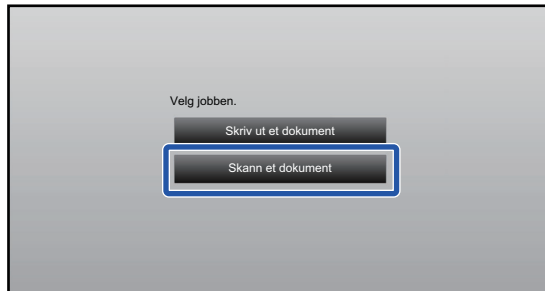 Velg jobben.
Skriv ut et dokument
Skann et dokument